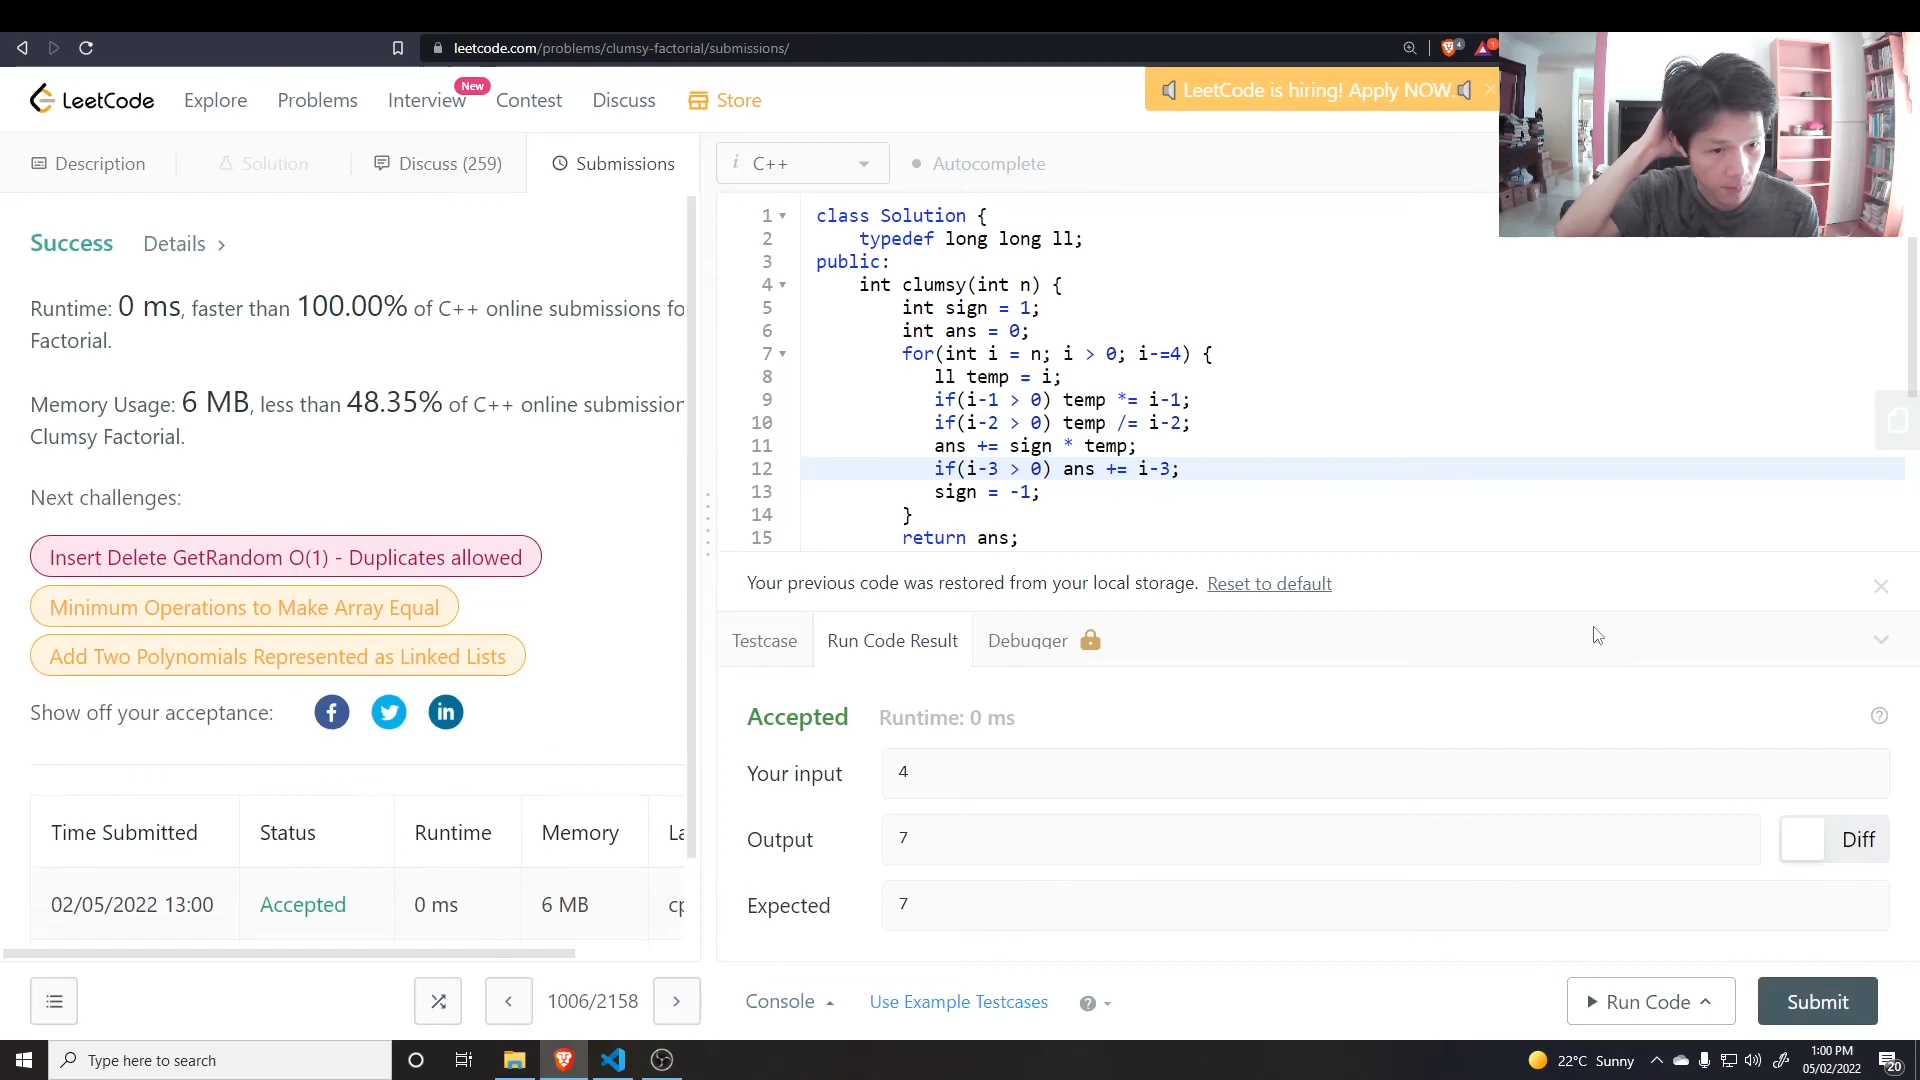 leetcode.com/problems/clumsy-factorial/submissions/
4
1
LeetCode
Explore
Problems
Interview
New
Contest
Discuss
Store
LeetCode is hiring! Apply NOW.
Description
Solution
Discuss (259)
Submissions
i C++
Autocomplete
Success
Details
Runtime: 0 ms, faster than 100.00% of C++ online submissions fo
Factorial.
Memory Usage: 6 MB, less than 48.35% of C++ online submission
Clumsy Factorial.
Next challenges:
Insert Delete GetRandom O(1) - Duplicates allowed
Minimum Operations to Make Array Equal
Add Two Polynomials Represented as Linked Lists
Show off your acceptance:
Time Submitted Status Runtime Memory La
02/05/2022 13:00 Accepted 0 ms 6 MB cp
1 class Solution {
2 typedef long long ll;
3 public:
4 int clumsy(int n) {
5 int sign = 1;
6 int ans = 0;
7 for(int i = n; i > 0; i-=4) {
8 ll temp = i;
9 if(i-1 > 0) temp *= i-1;
10 if(i-2 > 0) temp /= i-2;
11 ans += sign * temp;
12 if(i-3 > 0) ans += i-3;
13 sign = -1;
14 }
15 return ans;
Your previous code was restored from your local storage. Reset to default
Testcase
Run Code Result
Debugger
Accepted Runtime: 0 ms
Your input 4
Output 7
Diff
Expected 7
1006/2158
Console
Use Example Testcases
Run Code
Submit
Type here to search
22°C Sunny
1:00 PM
05/02/2022
20